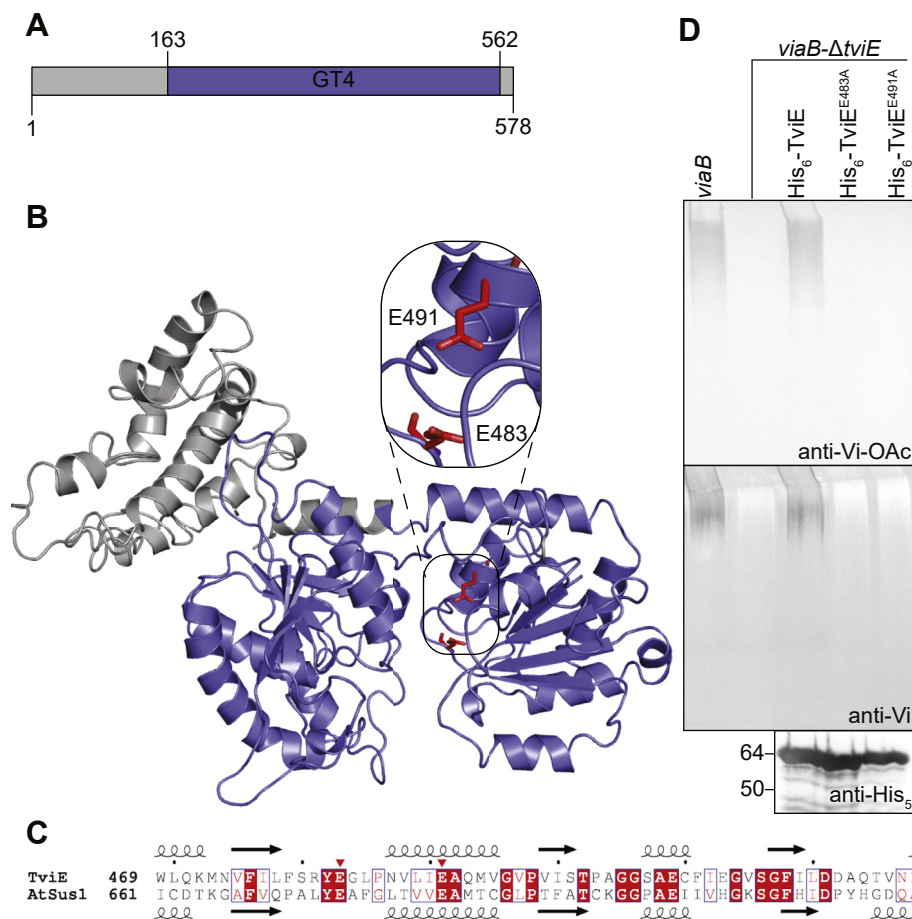 A
163
562
GT4
1
578
B
E491
E483
C
TviE 469 WLQKMNVFILFSRYEGLPNVLIEAQMVGVPVISTPAGGSAECFIEGVSGFILDDAQTVN
AtSus1 661 ICDTKGAFVQPALYEAFGLTVVEAMTCGLPTFATCKGGPAEIIVHGKSGFHIDPYHGDQ
D
viaB-ΔtviE
viaB
His6-TviE
His6-TviE^E483A
His6-TviE^E491A
anti-Vi-OAc
anti-Vi
64
50
anti-His5